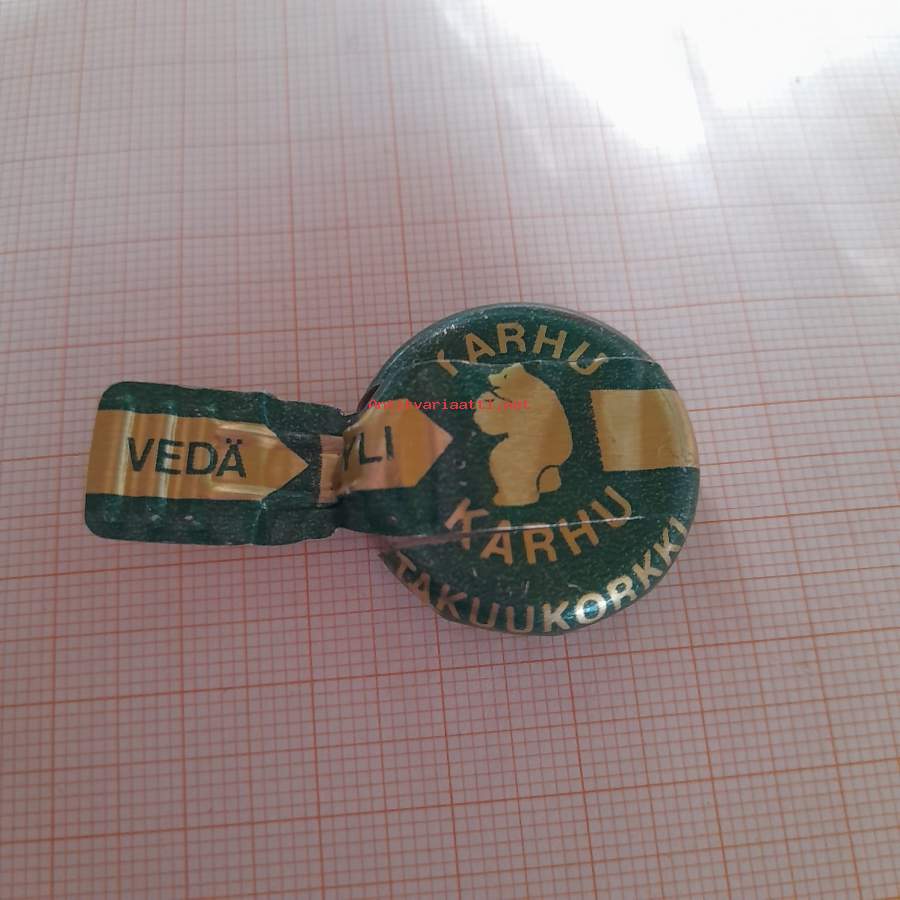 KARHU
Antikvariaatti.net
VEDÄ YLI
KARHU
TAKUUKORKKI